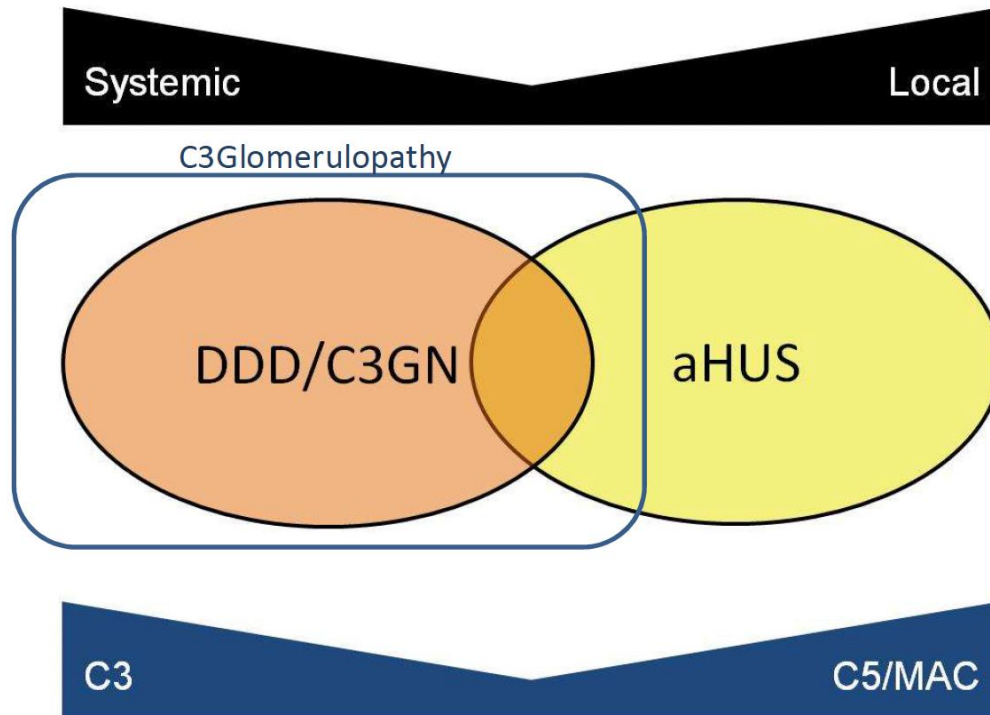 Systemic
Local
C3Glomerulopathy
DDD/C3GN
aHUS
C3
C5/MAC